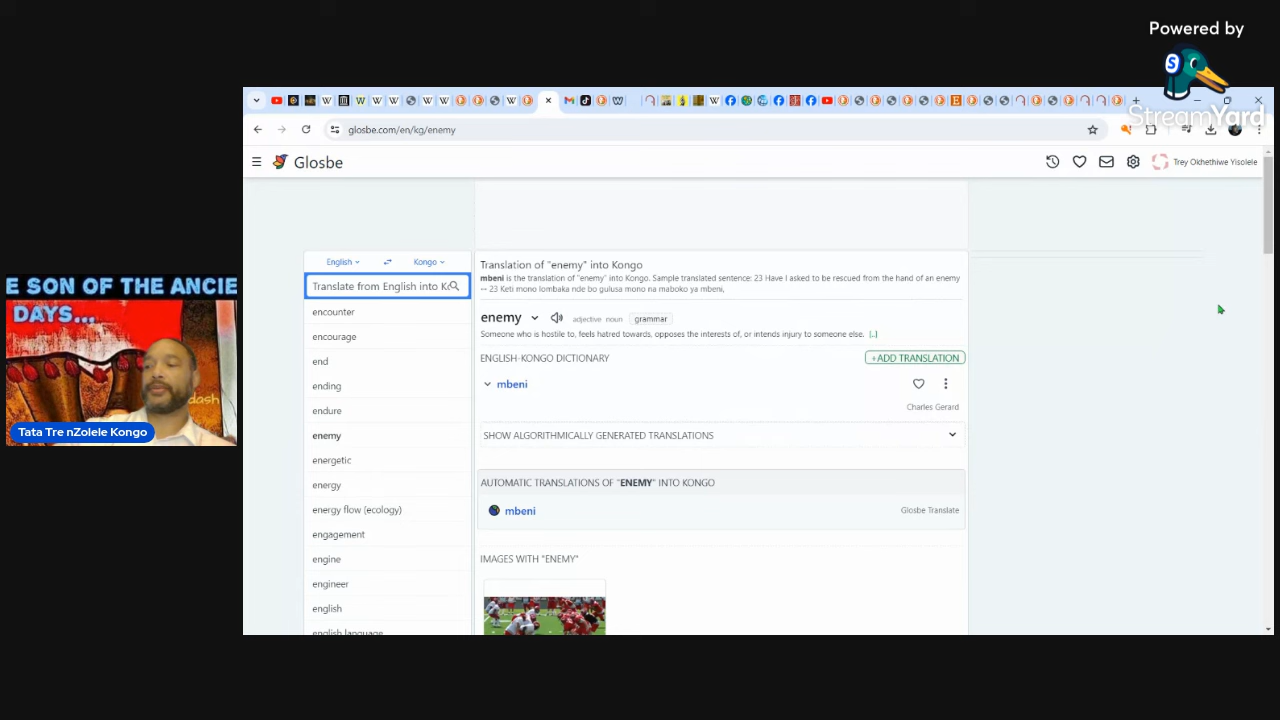 Powered by
S
StreamYard
glosbe.com/en/kg/enemy
Glosbe
Trey Okhethiwe Yisolele
English
Kongo
Translate from English into Ko
encounter
encourage
end
ending
endure
enemy
energetic
energy
energy flow (ecology)
engagement
engine
engineer
english
english language
Translation of "enemy" into Kongo
mbeni is the translation of "enemy" into Kongo. Sample translated sentence: 23 Have I asked to be rescued from the hand of an enemy
-- 23 Keti mono lombaka nde bo gulusa mono na maboko ya mbeni,
enemy adjective noun grammar
Someone who is hostile to, feels hatred towards, opposes the interests of, or intends injury to someone else. [..]
ENGLISH-KONGO DICTIONARY
+ADD TRANSLATION
mbeni
Charles Gerard
SHOW ALGORITHMICALLY GENERATED TRANSLATIONS
AUTOMATIC TRANSLATIONS OF "ENEMY" INTO KONGO
mbeni
Glosbe Translate
IMAGES WITH "ENEMY"
E SON OF THE ANCIE
DAYS...
dash
Tata Tre nZolele Kongo